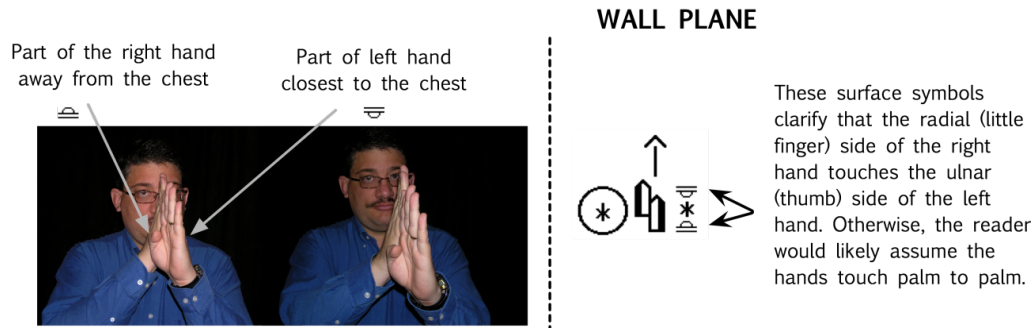 WALL PLANE
Part of the right hand
away from the chest
Part of left hand
closest to the chest
These surface symbols
clarify that the radial (little
finger) side of the right
hand touches the ulnar
(thumb) side of the left
hand. Otherwise, the reader
would likely assume the
hands touch palm to palm.